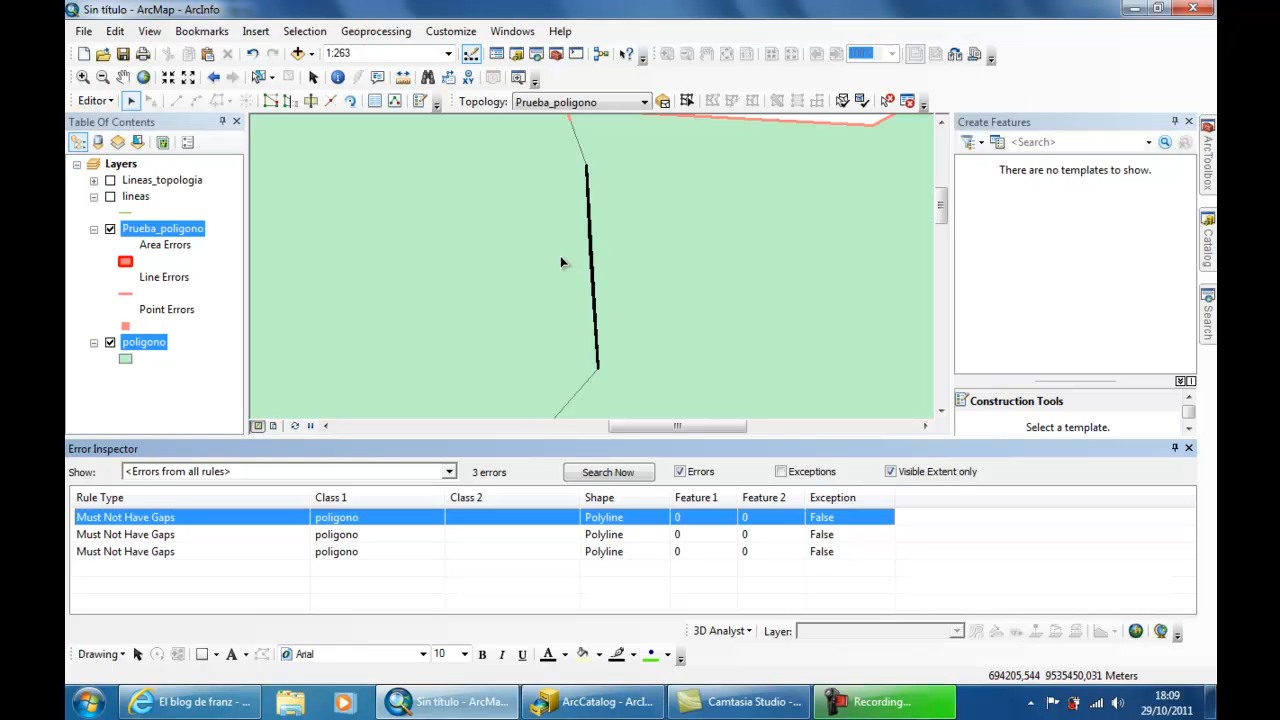 Sin título - ArcMap - ArcInfo
File Edit View Bookmarks Insert Selection Geoprocessing Customize Windows Help
1:263
Editor Topology: Prueba_poligono
Table Of Contents
Layers
Lineas_topologia
lineas
Prueba_poligono
Area Errors
Line Errors
Point Errors
poligono
Create Features
<Search>
There are no templates to show.
Construction Tools
Select a template.
ArcToolbox
Catalog
Search
Error Inspector
Show: <Errors from all rules> 3 errors Search Now Errors Exceptions Visible Extent only
Rule Type Class 1 Class 2 Shape Feature 1 Feature 2 Exception
Must Not Have Gaps poligono Polyline 0 0 False
Must Not Have Gaps poligono Polyline 0 0 False
Must Not Have Gaps poligono Polyline 0 0 False
3D Analyst Layer:
Drawing A Arial 10 B I U A
694205,544 9535450,031 Meters
El blog de franz - ... Sin título - ArcMa... ArcCatalog - ArcI... Camtasia Studio -... Recording...
18:09
29/10/2011